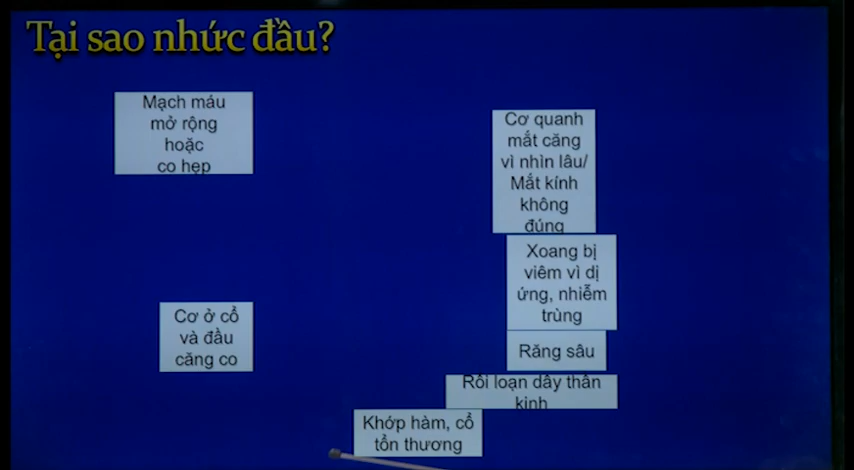 Tại sao nhức đầu?
Mạch máu
mở rộng
hoặc
co hẹp
Cơ quanh
mắt căng
vì nhìn lâu/
Mắt kính
không
đúng
Xoang bị
viêm vì dị
ứng, nhiễm
trùng
Cơ ở cổ
và đầu
căng co
Răng sâu
Rối loạn dây thần
kinh
Khớp hàm, cổ
tổn thương